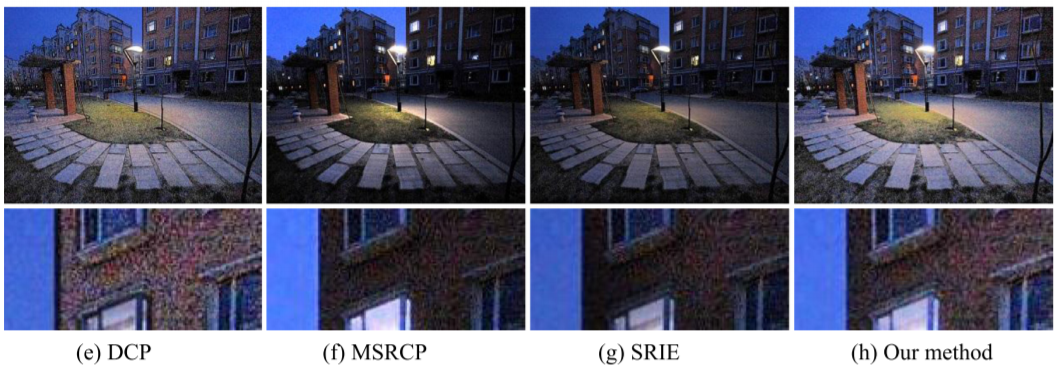 (e) DCP
(f) MSRCP
(g) SRIE
(h) Our method